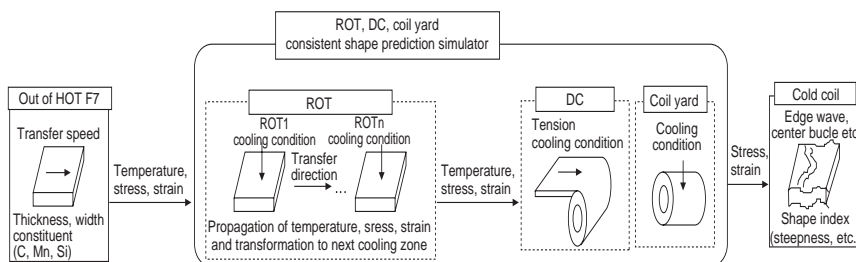 ROT, DC, coil yard
consistent shape prediction simulator
Out of HOT F7
Transfer speed
Thickness, width
constituent
(C, Mn, Si)
Temperature,
stress, strain
ROT
ROT1
cooling condition
ROTn
cooling condition
Transfer
direction
...
Propagation of temperature, sress, strain
and transformation to next cooling zone
Temperature,
stress, strain
DC
Tension
cooling condition
Coil yard
Cooling
condition
Stress,
strain
Cold coil
Edge wave,
center bucle etc
Shape index
(steepness, etc.